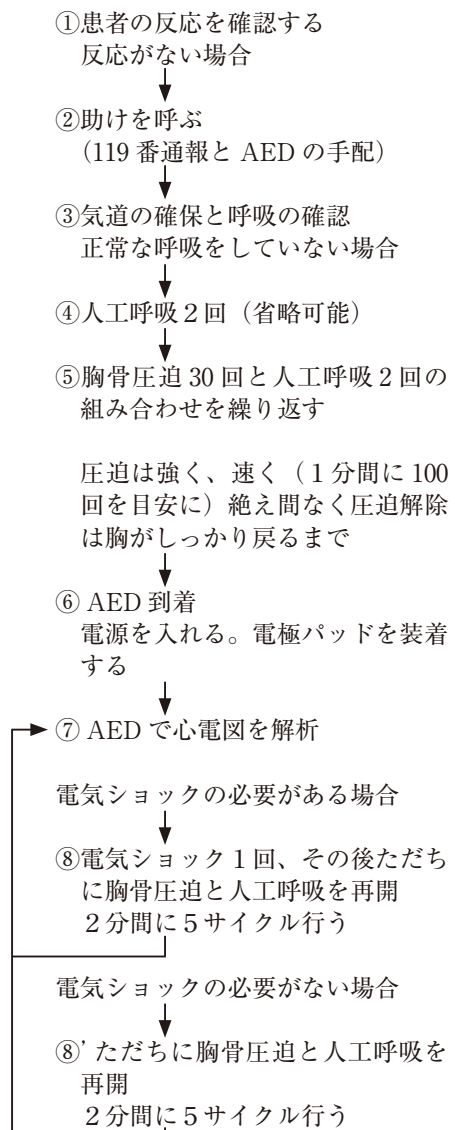 ①患者の反応を確認する
反応がない場合
②助けを呼ぶ
(119 番通報と AED の手配)
③気道の確保と呼吸の確認
正常な呼吸をしていない場合
④人工呼吸２回（省略可能）
⑤胸骨圧迫 30 回と人工呼吸２回の
組み合わせを繰り返す
圧迫は強く、速く（１分間に 100
回を目安に）絶え間なく圧迫解除
は胸がしっかり戻るまで
⑥ AED 到着
電源を入れる。電極パッドを装着
する
⑦ AED で心電図を解析
電気ショックの必要がある場合
⑧電気ショック１回、その後ただち
に胸骨圧迫と人工呼吸を再開
２分間に５サイクル行う
電気ショックの必要がない場合
⑧’ただちに胸骨圧迫と人工呼吸を
再開
２分間に５サイクル行う